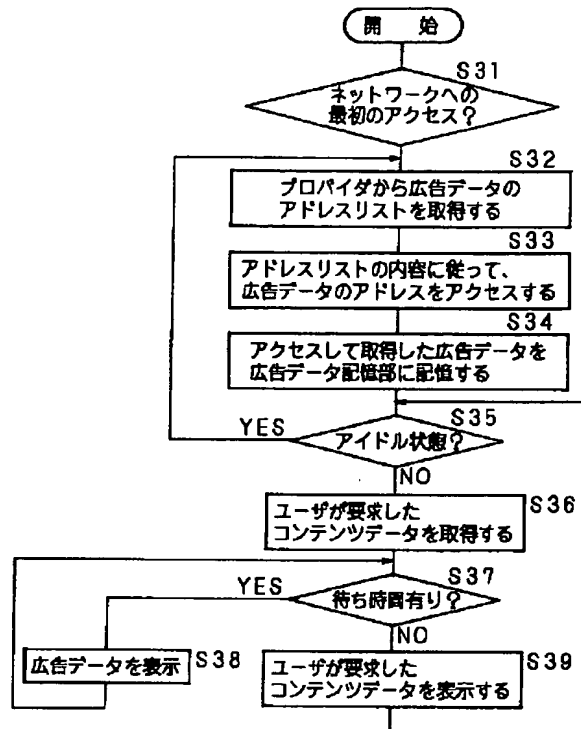 開 始
S31
ネットワークへの
最初のアクセス?
S32
プロバイダから広告データの
アドレスリストを取得する
S33
アドレスリストの内容に従って、
広告データのアドレスをアクセスする
S34
アクセスして取得した広告データを
広告データ記憶部に記憶する
S35
YES
アイドル状態?
NO
S36
ユーザが要求した
コンテンツデータを取得する
S37
YES
待ち時間有り?
NO
広告データを表示
S38
S39
ユーザが要求した
コンテンツデータを表示する